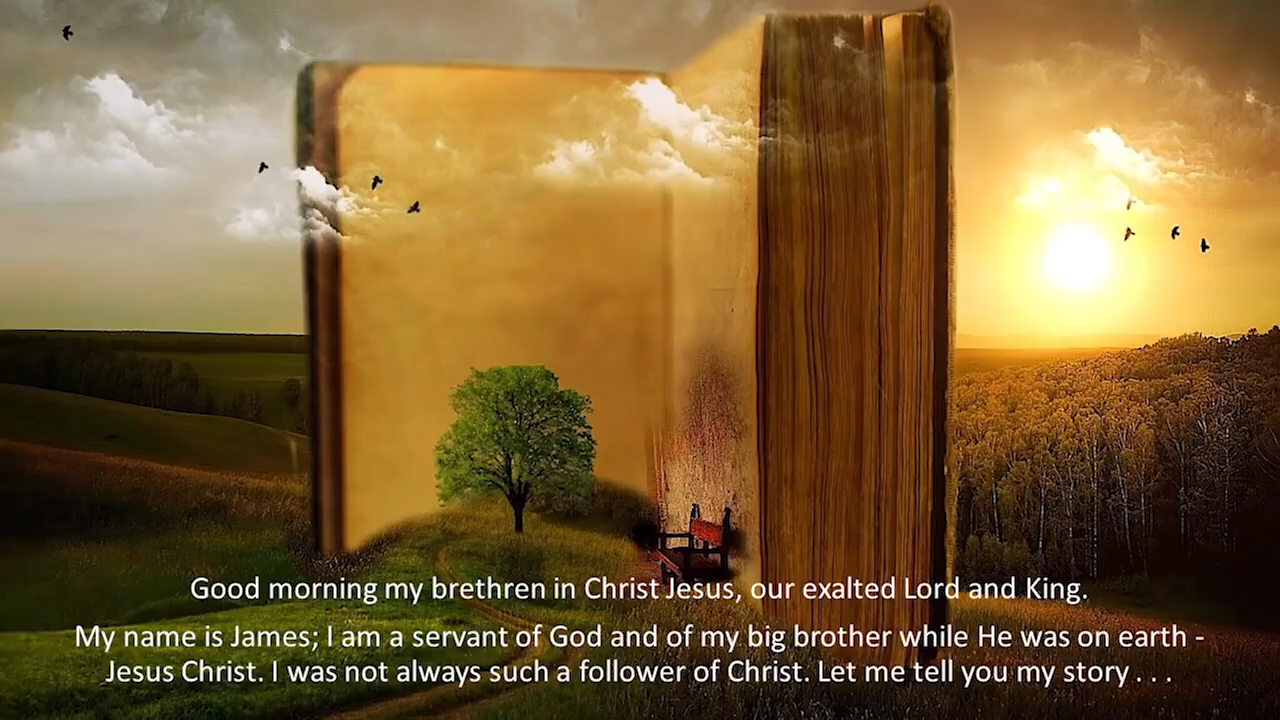 Good morning my brethren in Christ Jesus, our exalted Lord and King.
My name is James; I am a servant of God and of my big brother while He was on earth -
Jesus Christ. I was not always such a follower of Christ. Let me tell you my story . . .